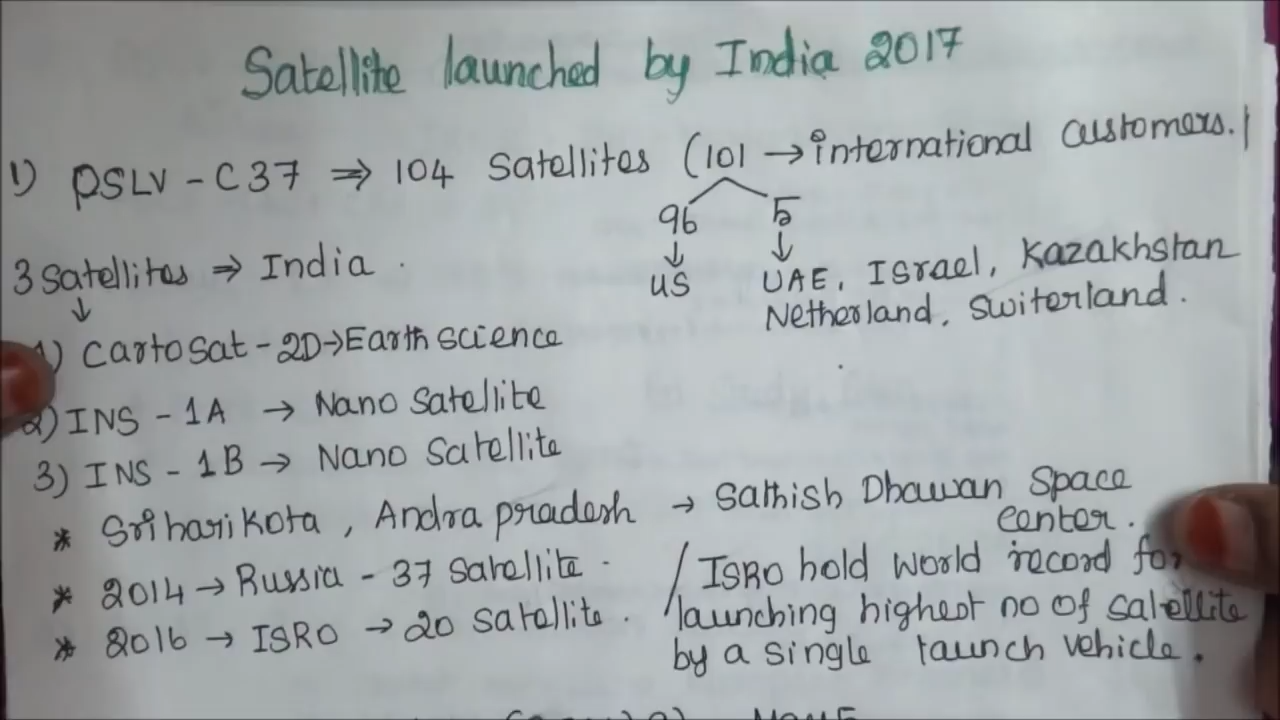 Satellite launched by India 2017
1) PSLV - C37 ⇒ 104 Satellites (101 → international customers.)
96 5
↓ ↓
3 Satellites ⇒ India .
US UAE, Israel, Kazakhstan
Netherland, Switerland.
↓
1) Cartosat - 2D → Earth science
2) INS - 1A → Nano Satellite
3) INS - 1B → Nano Satellite
* Sriharikota, Andra pradesh → Sathish Dhawan Space
center.
* 2014 → Russia - 37 Satellite .
* 2016 → ISRO → 20 Satellite .
/ ISRO hold world record for
launching highest no of satellite
by a single launch vehicle.